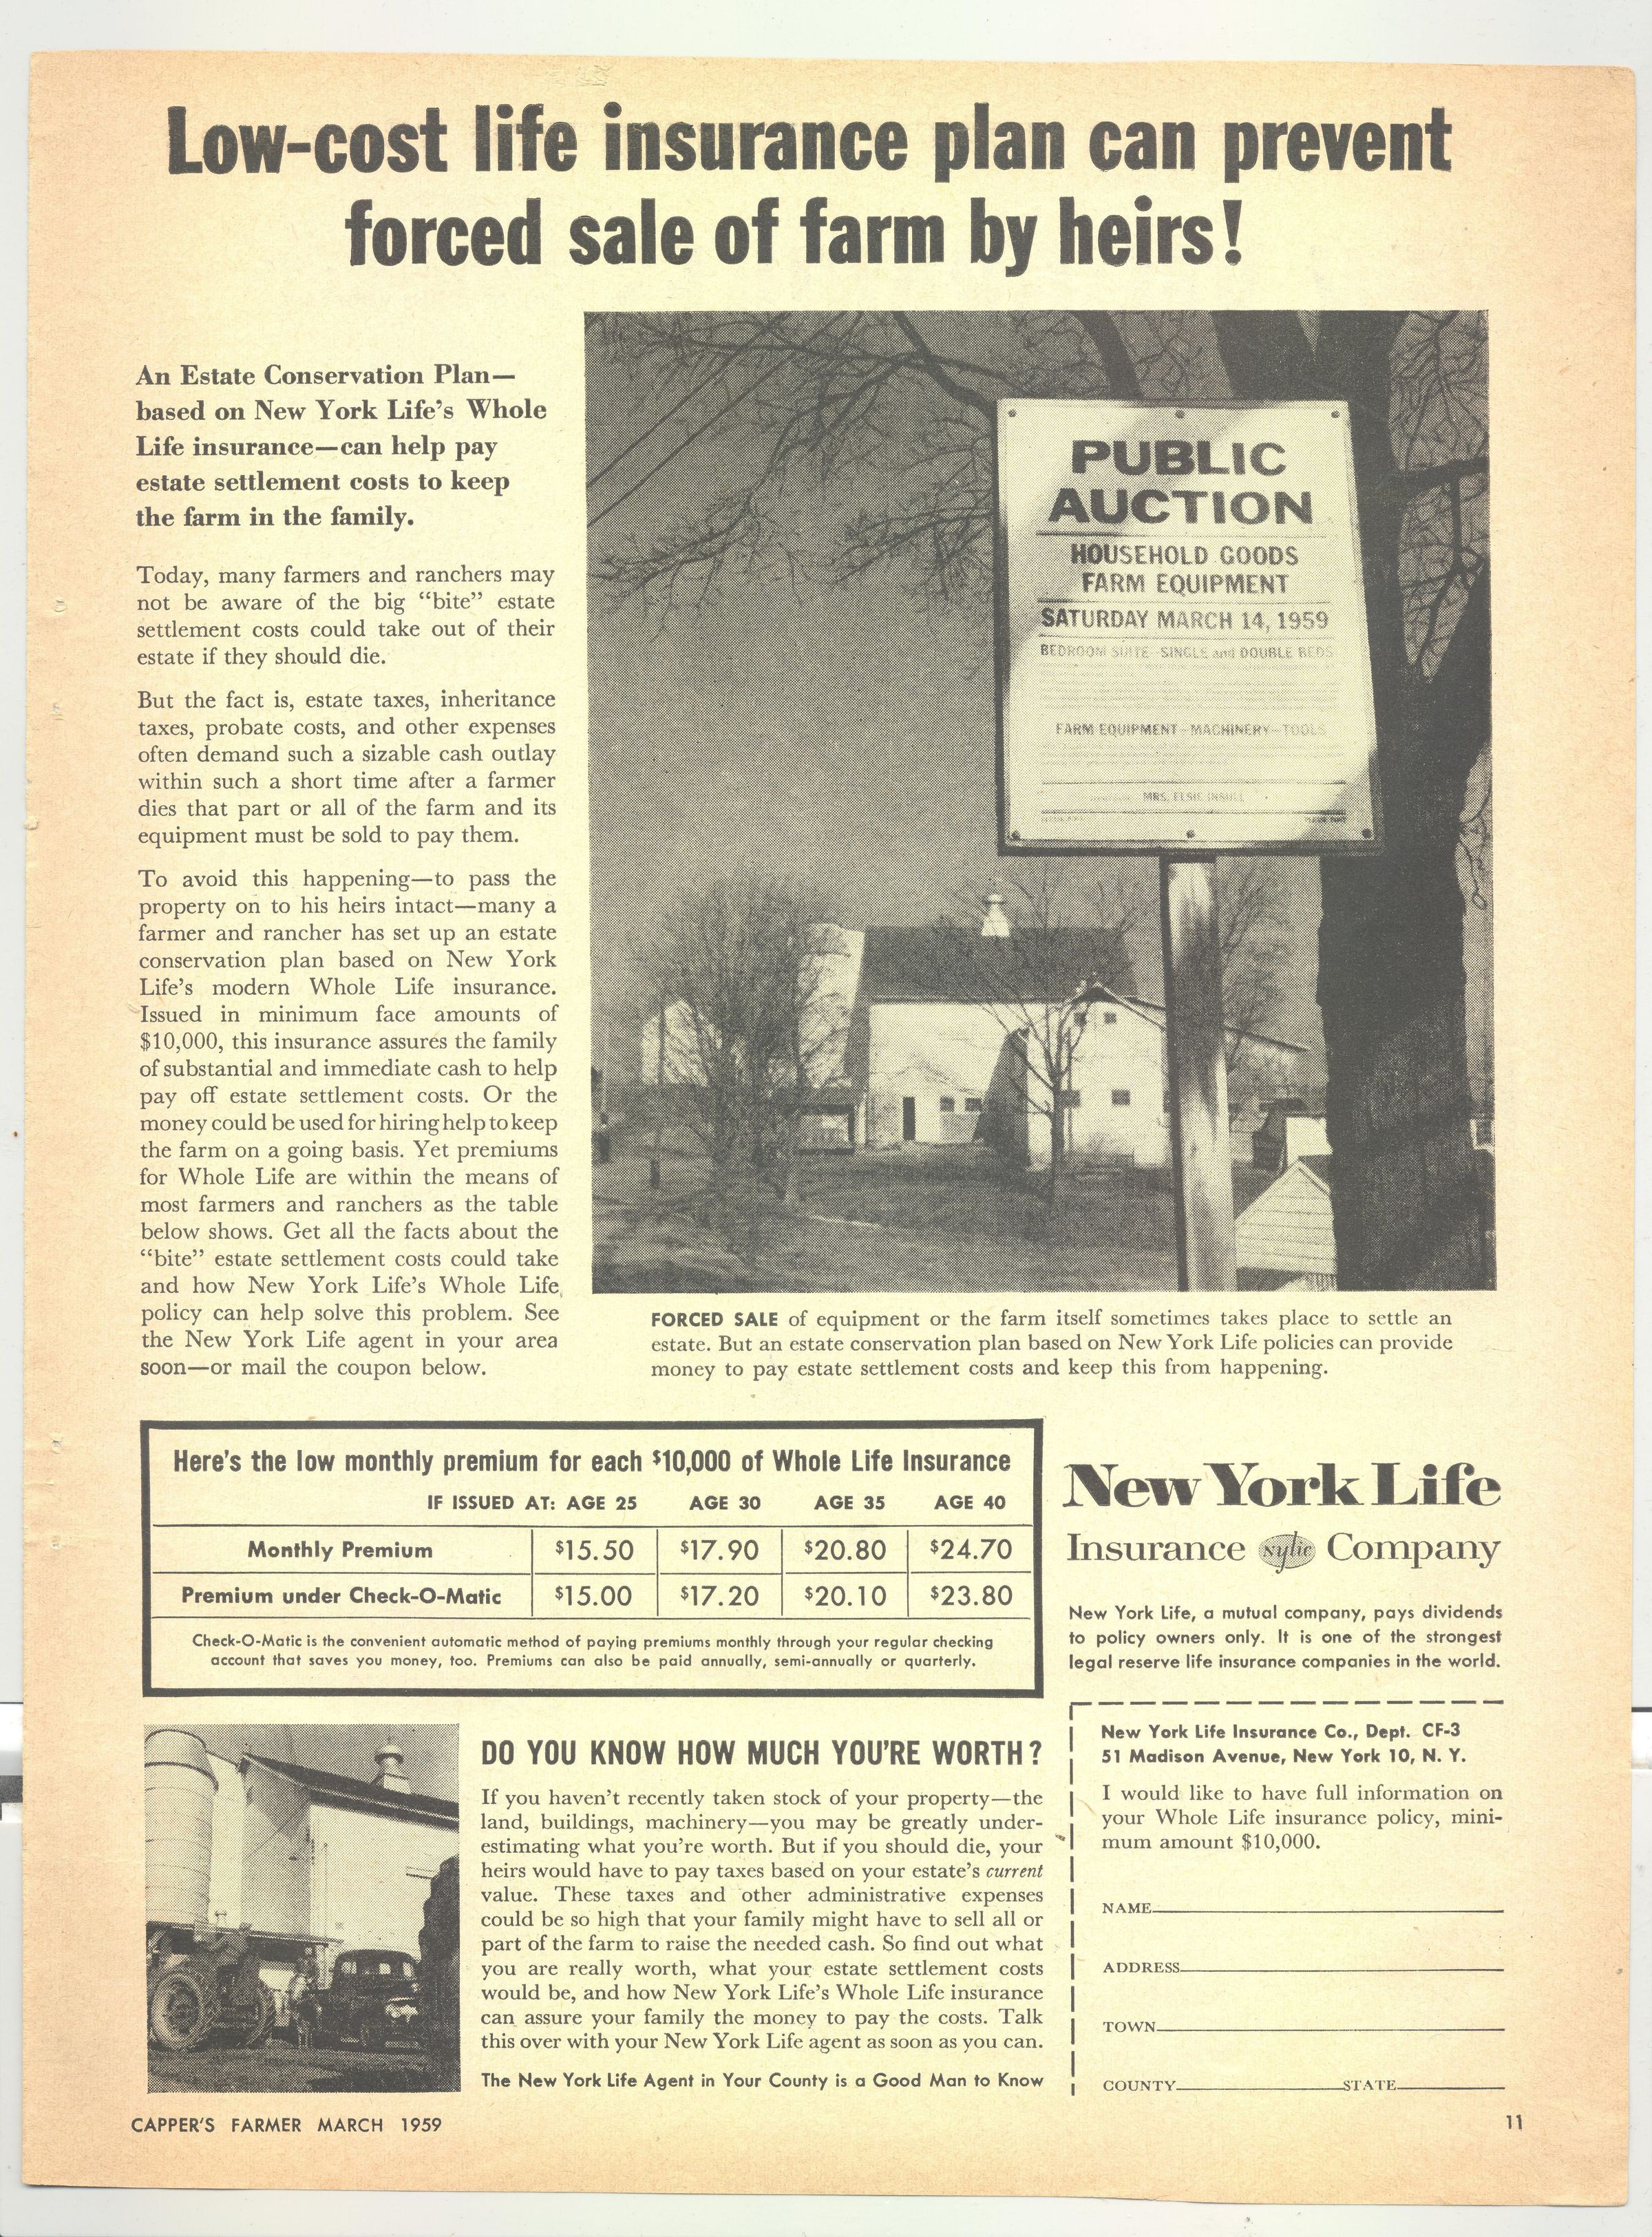 Low-cost life insurance plan can prevent
forced sale of farm by heirs!
An Estate Conservation Plan—
based on New York Life's Whole
Life insurance—can help pay
estate settlement costs to keep
the farm in the family.
Today, many farmers and ranchers may
not be aware of the big "bite" estate
settlement costs could take out of their
estate if they should die.
But the fact is, estate taxes, inheritance
taxes, probate costs, and other expenses
often demand such a sizable cash outlay
within such a short time after a farmer
dies that part or all of the farm and its
equipment must be sold to pay them.
To avoid this happening—to pass the
property on to his heirs intact—many a
farmer and rancher has set up an estate
conservation plan based on New York
Life's modern Whole Life insurance.
Issued in minimum face amounts of
$10,000, this insurance assures the family
of substantial and immediate cash to help
pay off estate settlement costs. Or the
money could be used for hiring help to keep
the farm on a going basis. Yet premiums
for Whole Life are within the means of
most farmers and ranchers as the table
below shows. Get all the facts about the
"bite" estate settlement costs could take
and how New York Life's Whole Life
policy can help solve this problem. See
the New York Life agent in your area
soon—or mail the coupon below.
PUBLIC
AUCTION
HOUSEHOLD GOODS
FARM EQUIPMENT
SATURDAY MARCH 14, 1959
BEDROOM SUITE—SINGLE and DOUBLE BEDS
FARM EQUIPMENT—MACHINERY—TOOLS
MRS. ELSIE INSULL
FORCED SALE of equipment or the farm itself sometimes takes place to settle an
estate. But an estate conservation plan based on New York Life policies can provide
money to pay estate settlement costs and keep this from happening.
Here's the low monthly premium for each $10,000 of Whole Life Insurance
IF ISSUED AT: AGE 25 AGE 30 AGE 35 AGE 40
Monthly Premium $15.50 $17.90 $20.80 $24.70
Premium under Check-O-Matic $15.00 $17.20 $20.10 $23.80
Check-O-Matic is the convenient automatic method of paying premiums monthly through your regular checking
account that saves you money, too. Premiums can also be paid annually, semi-annually or quarterly.
New York Life
Insurance nylic Company
New York Life, a mutual company, pays dividends
to policy owners only. It is one of the strongest
legal reserve life insurance companies in the world.
DO YOU KNOW HOW MUCH YOU'RE WORTH?
If you haven't recently taken stock of your property—the
land, buildings, machinery—you may be greatly under-
estimating what you're worth. But if you should die, your
heirs would have to pay taxes based on your estate's current
value. These taxes and other administrative expenses
could be so high that your family might have to sell all or
part of the farm to raise the needed cash. So find out what
you are really worth, what your estate settlement costs
would be, and how New York Life's Whole Life insurance
can assure your family the money to pay the costs. Talk
this over with your New York Life agent as soon as you can.
The New York Life Agent in Your County is a Good Man to Know
New York Life Insurance Co., Dept. CF-3
51 Madison Avenue, New York 10, N. Y.
I would like to have full information on
your Whole Life insurance policy, mini-
mum amount $10,000.
NAME
ADDRESS
TOWN
COUNTY STATE
CAPPER'S FARMER MARCH 1959
11